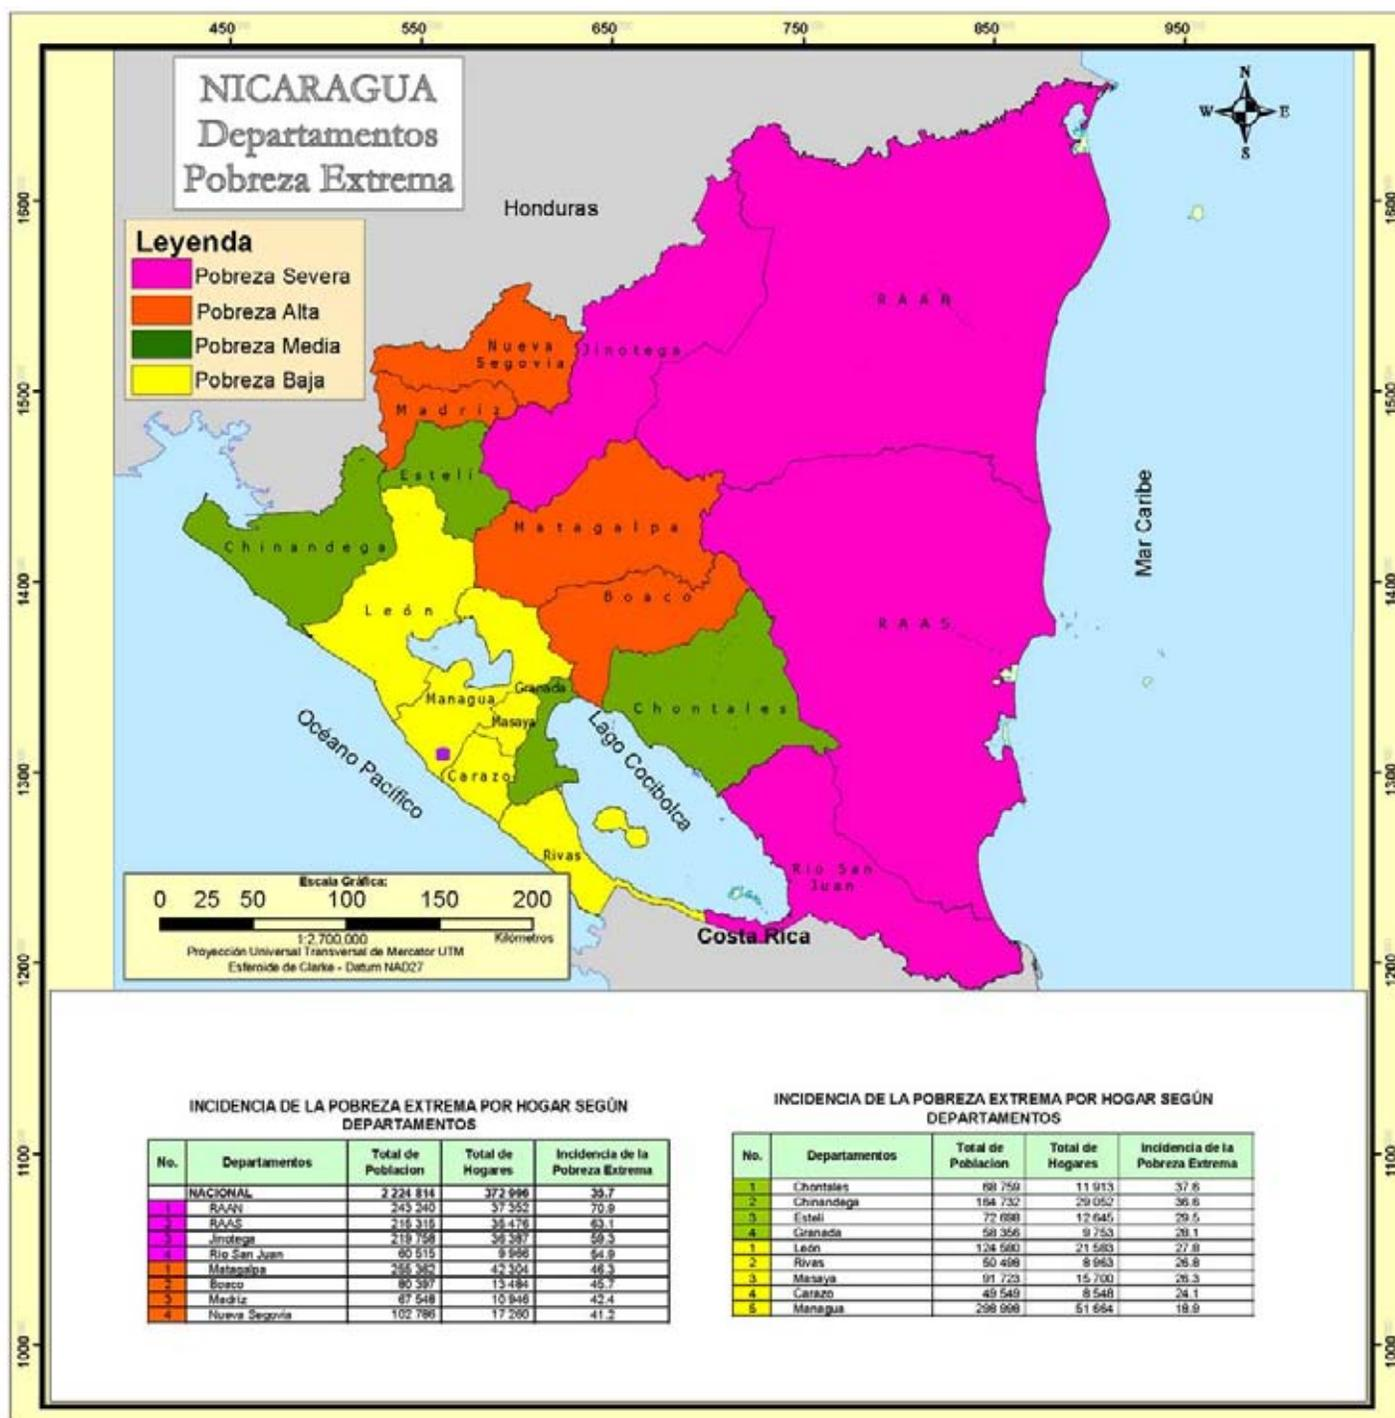 450 550 650 750 850 950
NICARAGUA
Departamentos
Pobreza Extrema
N
W E
S
Leyenda
Pobreza Severa
Pobreza Alta
Pobreza Media
Pobreza Baja
1600 1600
1500 1500
1400 1400
1300 1300
1200 1200
1100 1100
1000 1000
Honduras
RAAN
Jinotega
Nueva
Segovia
Madríz
Estelí
Chinandega
Matagalpa
Boaco
León
RAAS
Mar Caribe
Managua
Granada
Masaya
Chontales
Carazo
Lago Cocibolca
Océano Pacífico
Rivas
Río San
Juan
Costa Rica
Escala Gráfica:
0 25 50 100 150 200
1:2.700,000 Kilómetros
Proyección Universal Transversal de Mercator UTM
Esferoide de Clarke - Datum NAD27
INCIDENCIA DE LA POBREZA EXTREMA POR HOGAR SEGÚN
DEPARTAMENTOS
No. Departamentos Total de Poblacion Total de Hogares Incidencia de la Pobreza Extrema
NACIONAL 2 224 814 372 996 35.7
1 RAAN 243 240 37 352 70.9
2 RAAS 215 315 35 476 63.1
3 Jinotega 219 758 36 387 59.3
4 Rio San Juan 60 515 9 966 54.9
1 Matagalpa 255 362 42 304 46.3
2 Boaco 80 397 13 484 45.7
3 Madriz 67 548 10 946 42.4
4 Nueva Segovia 102 786 17 260 41.2
INCIDENCIA DE LA POBREZA EXTREMA POR HOGAR SEGÚN
DEPARTAMENTOS
No. Departamentos Total de Poblacion Total de Hogares Incidencia de la Pobreza Extrema
1 Chontales 68 759 11 913 37.6
2 Chinandega 164 732 29 052 36.6
3 Estelí 72 698 12 645 29.5
4 Granada 58 356 9 753 28.1
1 León 124 580 21 583 27.8
2 Rivas 50 498 8 963 26.8
3 Masaya 91 723 15 700 26.3
4 Carazo 49 549 8 548 24.1
5 Managua 298 998 51 664 18.9